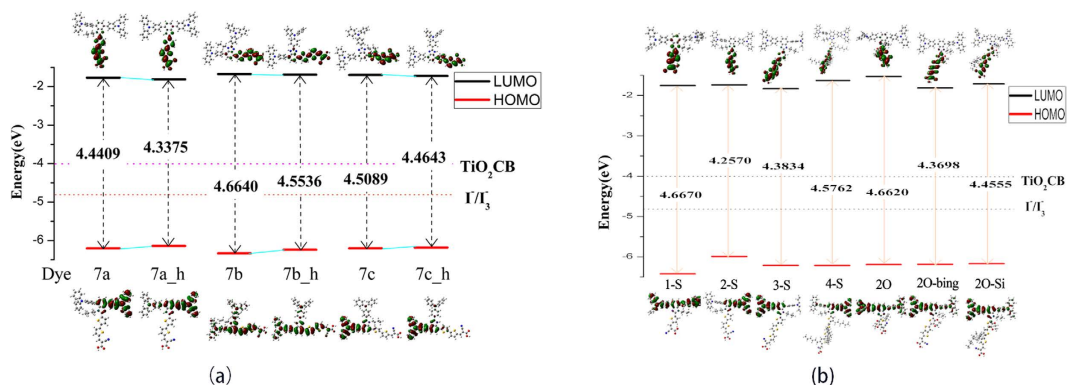 -2
-3
-4
-5
-6
Energy(eV)
LUMO
HOMO
4.4409
4.3375
4.6640
4.5536
4.5089
4.4643
TiO₂CB
I⁻/I₃⁻
Dye 7a 7a_h 7b 7b_h 7c 7c_h
(a)
-2
-3
-4
-5
-6
Energy(eV)
LUMO
HOMO
4.6670
4.2570
4.3834
4.5762
4.6620
4.3698
4.4555
TiO₂CB
I⁻/I₃⁻
1-S 2-S 3-S 4-S 2O 2O-bing 2O-Si
(b)